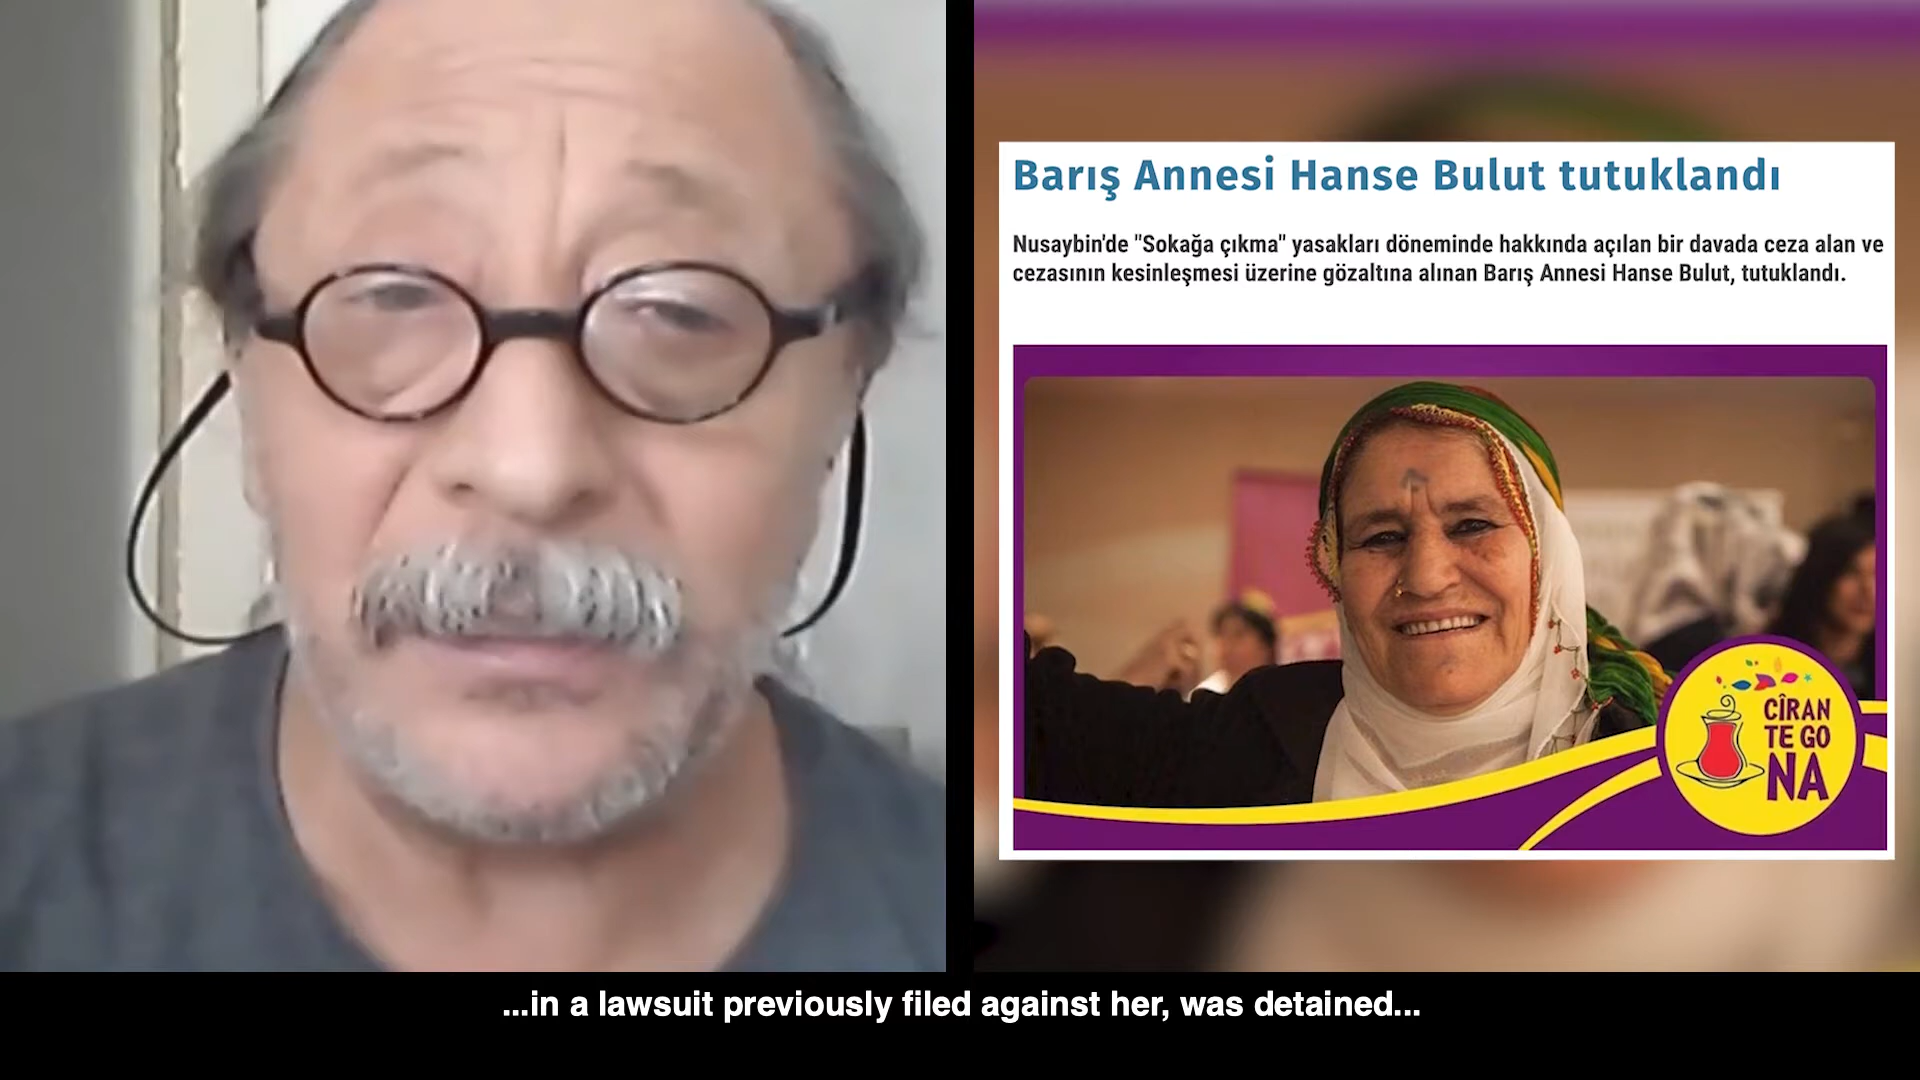 Barış Annesi Hanse Bulut tutuklandı
Nusaybin'de "Sokağa çıkma" yasakları döneminde hakkında açılan bir davada ceza alan ve
cezasının kesinleşmesi üzerine gözaltına alınan Barış Annesi Hanse Bulut, tutuklandı.
CÎRAN
TE GO
NA
...in a lawsuit previously filed against her, was detained...